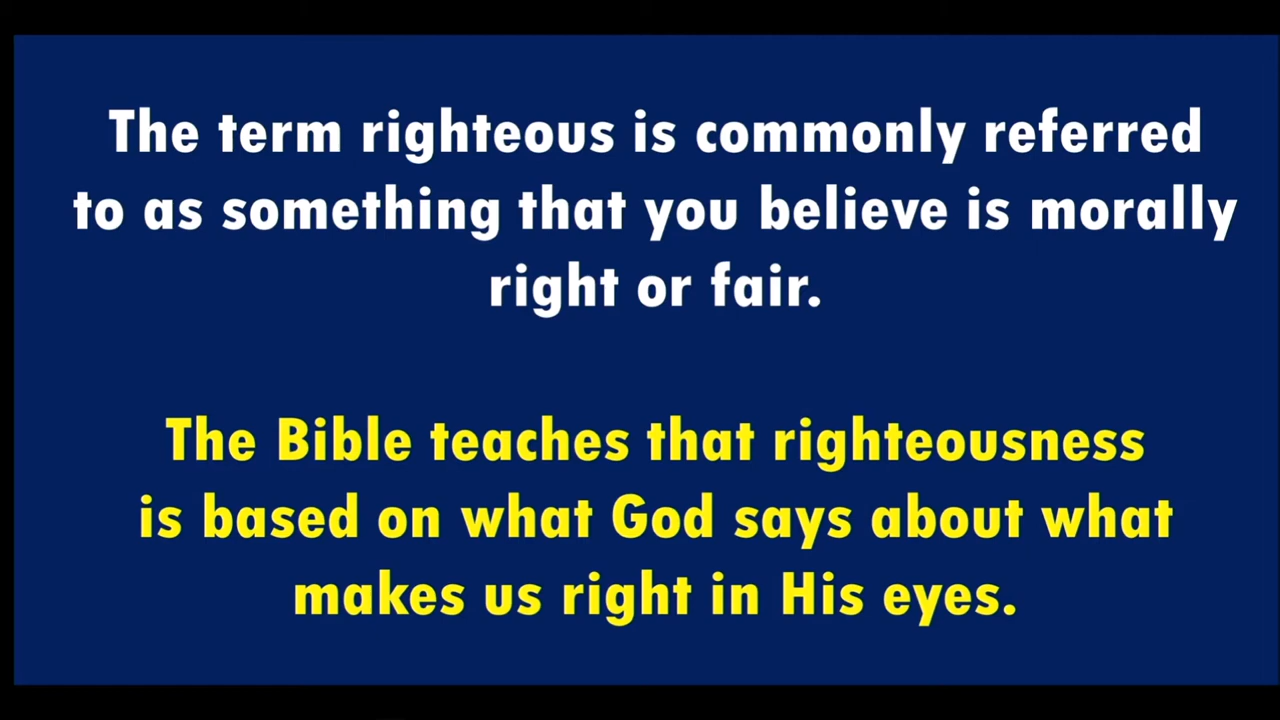 The term righteous is commonly referred
to as something that you believe is morally
right or fair.
The Bible teaches that righteousness
is based on what God says about what
makes us right in His eyes.